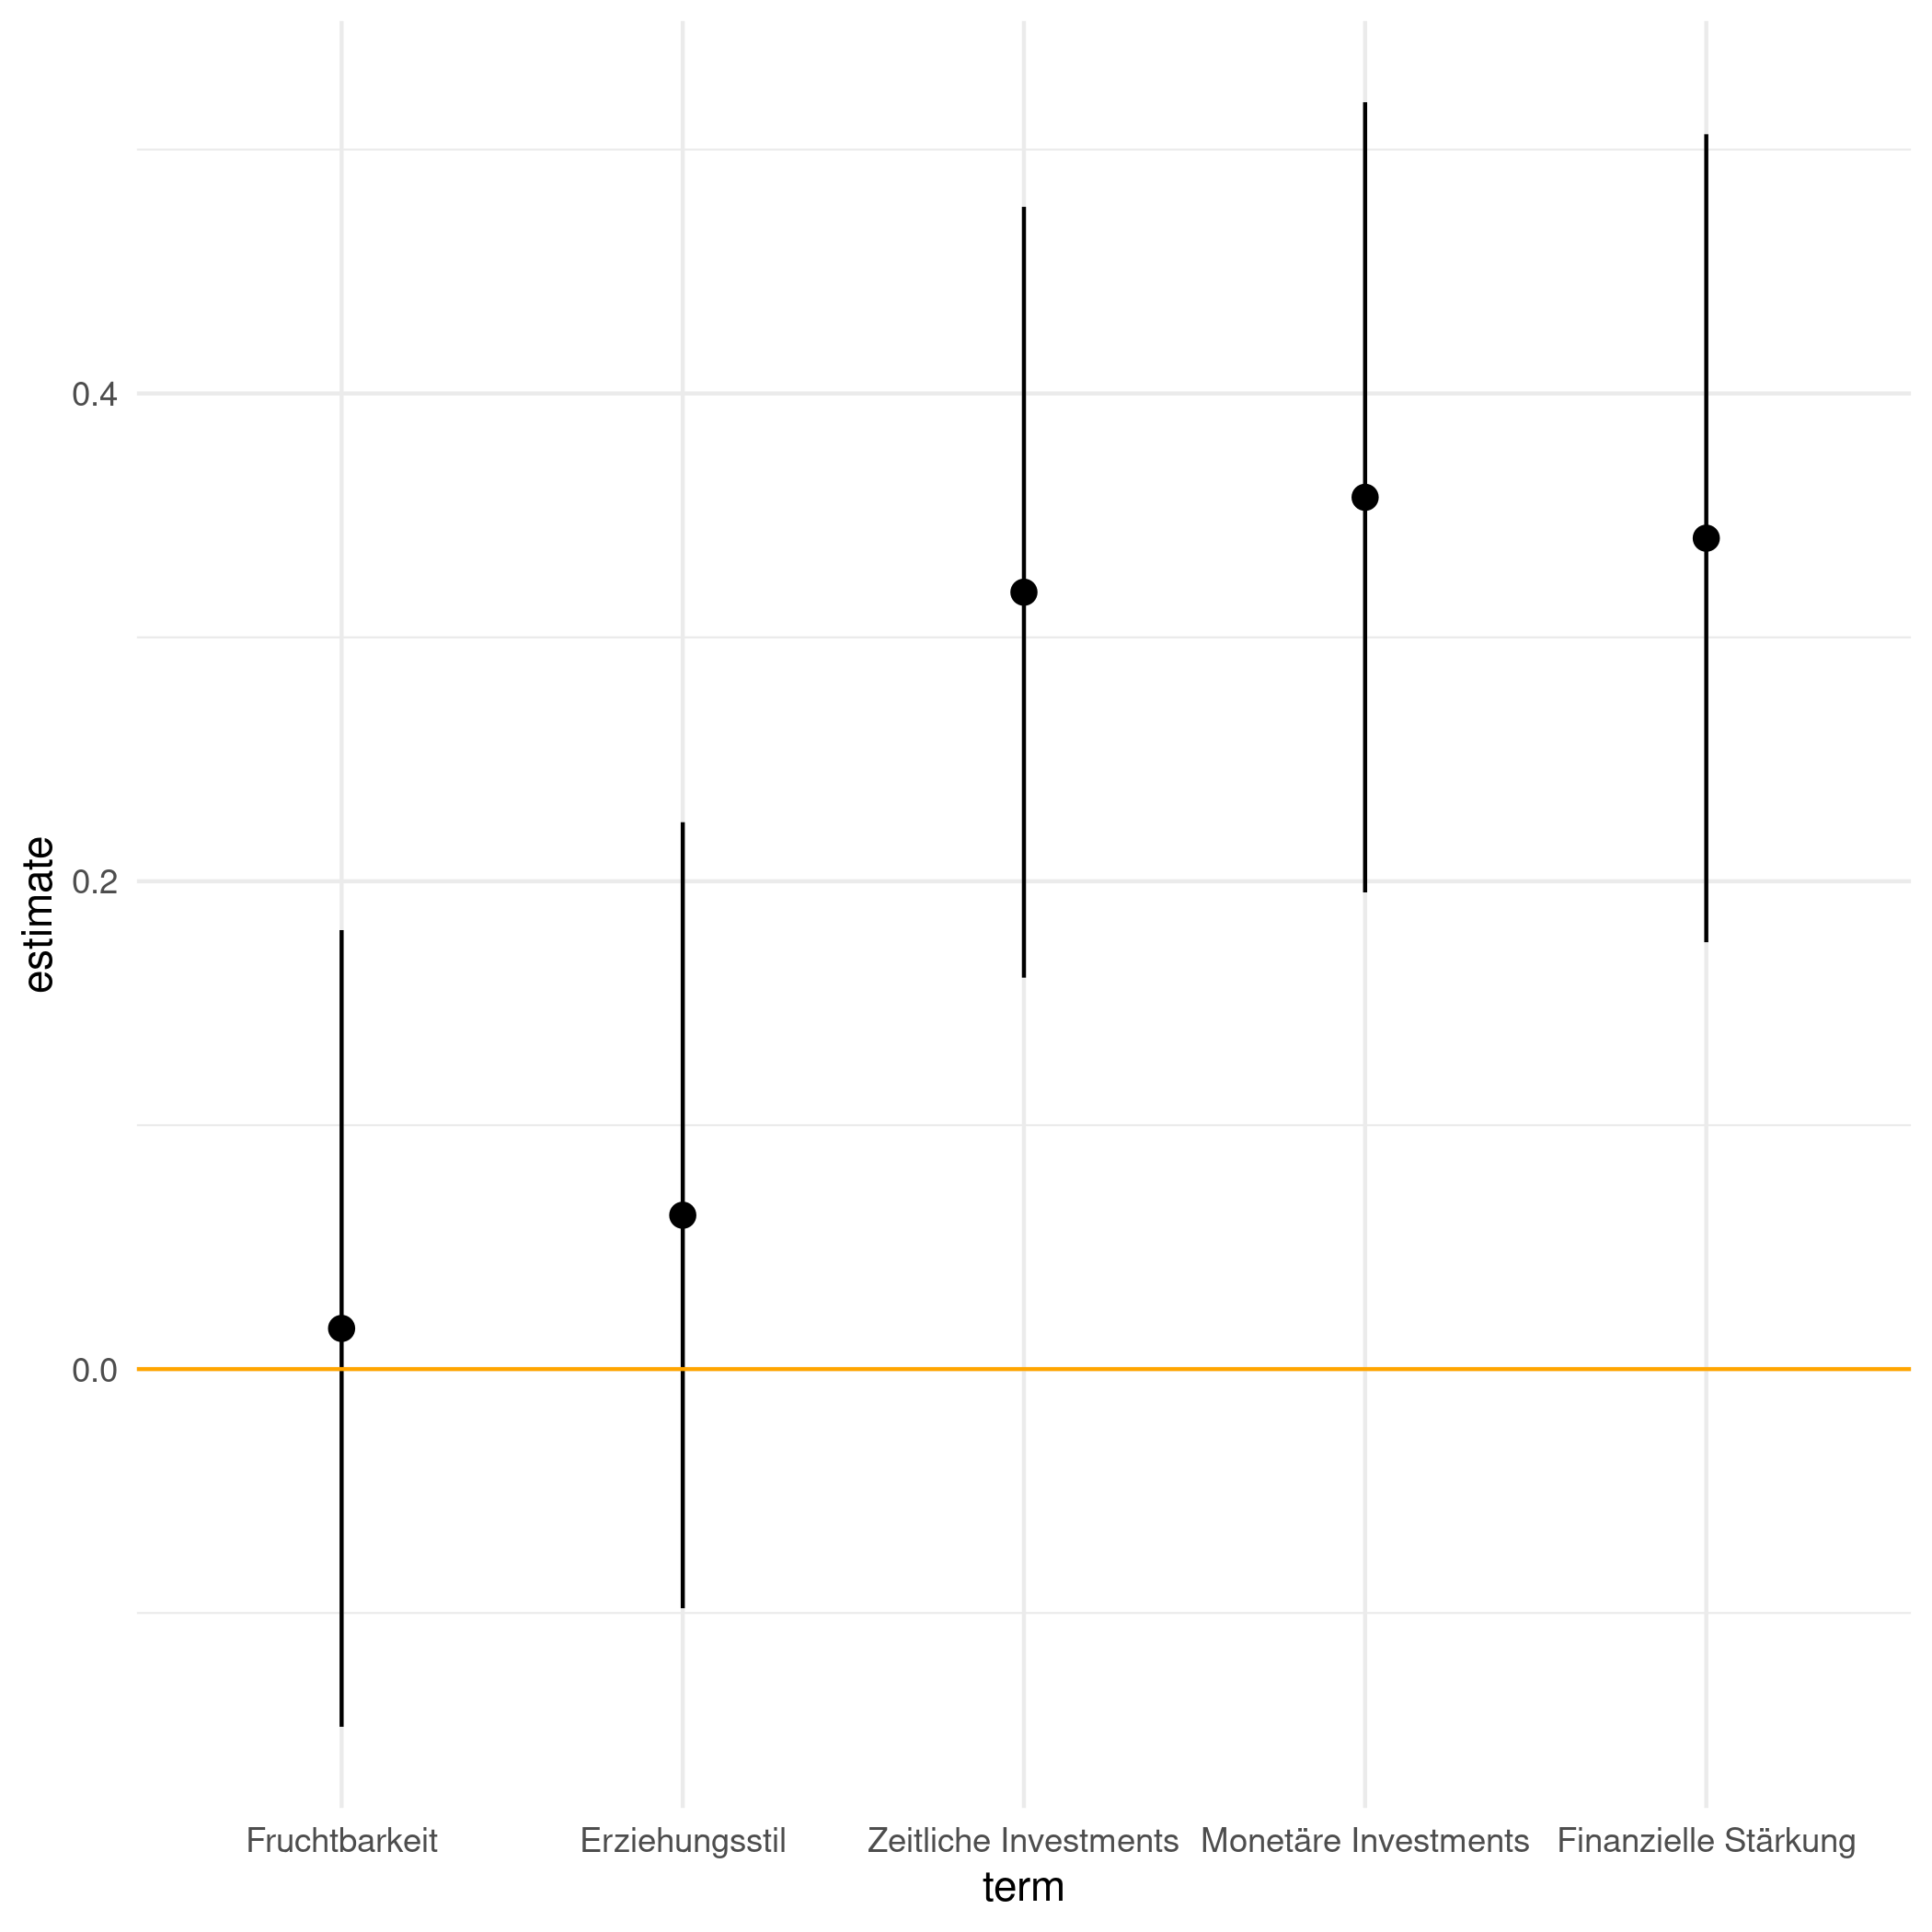 estimate
0.4
0.2
0.0
Fruchtbarkeit
Erziehungsstil
Zeitliche Investments
Monetäre Investments
Finanzielle Stärkung
term